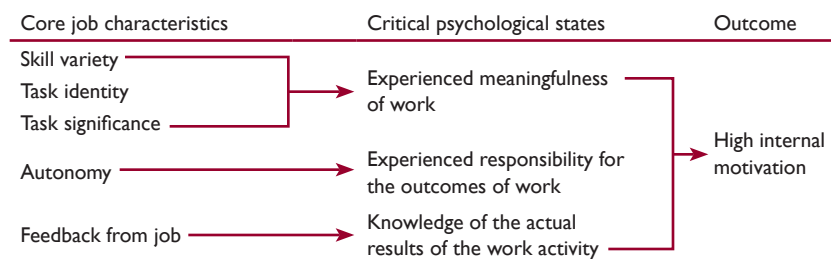 Core job characteristics
Critical psychological states
Outcome
Skill variety
Task identity
Task significance
Experienced meaningfulness
of work
Autonomy
Experienced responsibility for
the outcomes of work
High internal
motivation
Feedback from job
Knowledge of the actual
results of the work activity